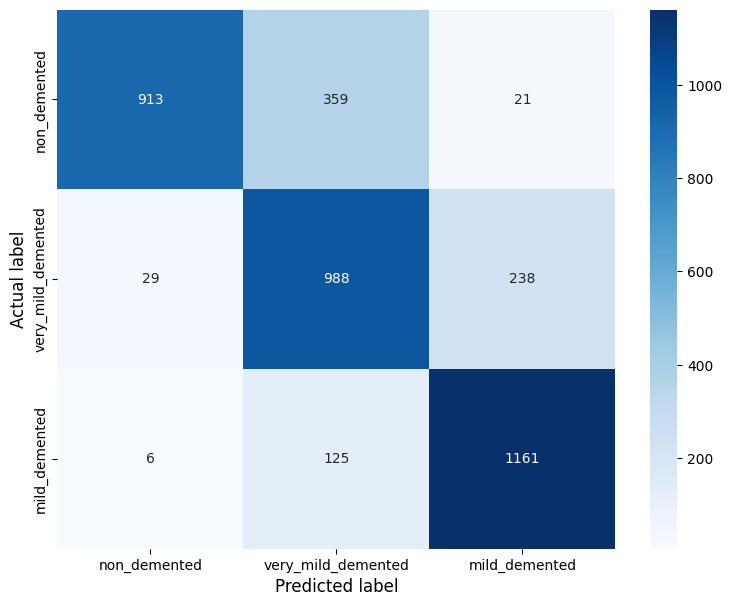 Actual label
non_demented
very_mild_demented
mild_demented
913 359 21
29 988 238
6 125 1161
non_demented very_mild_demented mild_demented
Predicted label
1000
800
600
400
200